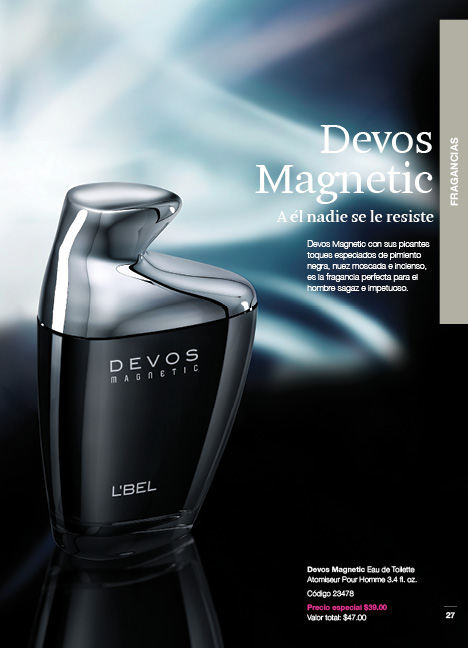 Devos
Magnetic
A él nadie se le resiste
Devos Magnetic con sus picantes
toques especiados de pimiento
negra, nuez moscada e incienso,
es la fragancia perfecta para el
hombre sagaz e impetuoso.
FRAGANCIAS
DEVOS
MAGNETIC
L'BEL
Devos Magnetic Eau de Toilette
Atomiseur Pour Homme 3.4 fl. oz.
Código 23478
Precio especial $39.00
Valor total: $47.00
27